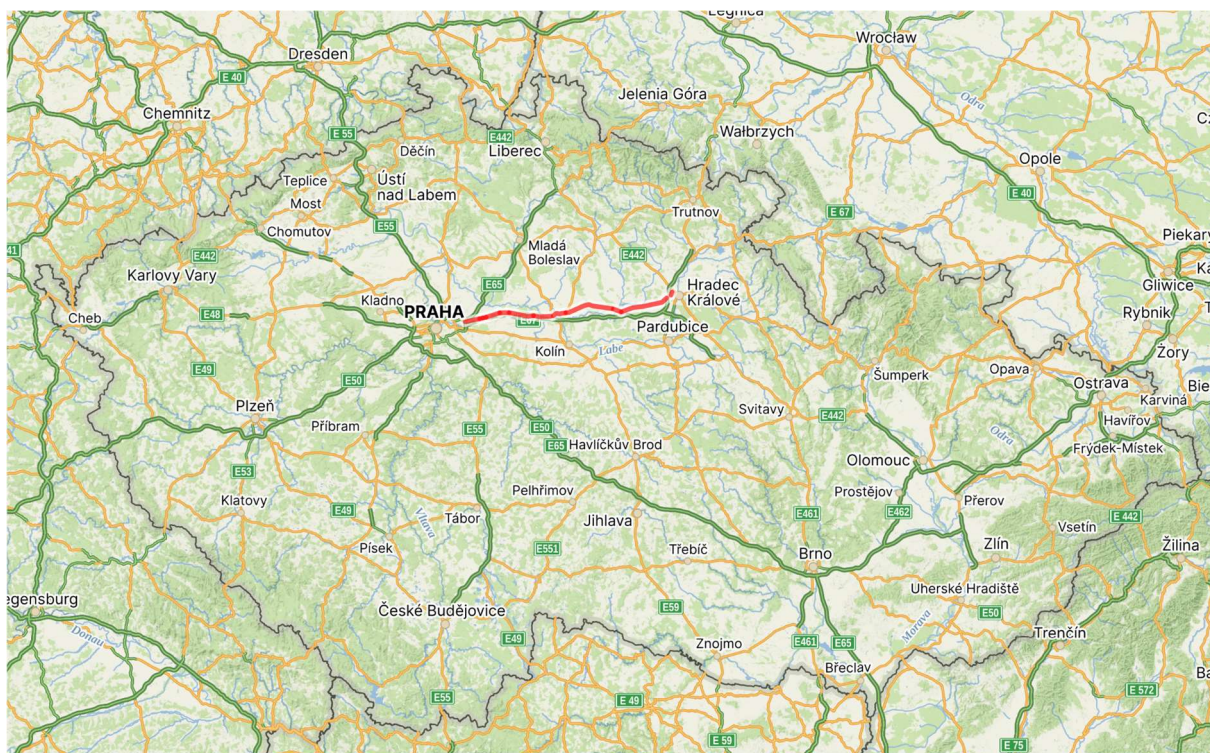 Legnica
Wrocław
Dresden
E 40
Jelenia Góra
Odra
Chemnitz
E 55
E442
Wałbrzych
Děčín
Liberec
Opole
Teplice
Ústí
nad Labem
E 40
Most
Trutnov
E 67
Chomutov
E55
Piekary
41
E442
Mladá
Boleslav
E442
Karlovy Vary
E65
Gliwice
Hradec
Králové
Kladno
PRAHA
Rybnik
Cheb
E48
E67
Pardubice
Kolín
Labe
Żory
E49
Šumperk
Opava
E50
Ostrava
Karviná
Plzeň
Svitavy
E442
Havířov
Příbram
E55
E50
Odra
E65
Havlíčkův Brod
Frýdek-Místek
Olomouc
E53
Pelhřimov
Prostějov
Přerov
Klatovy
E49
Vltava
Tábor
Jihlava
E461
E462
E 442
Vsetín
Písek
E551
Třebíč
Brno
Zlín
Žilina
egensburg
České Budějovice
E59
Uherské Hradiště
E50
Donau
E49
Znojmo
E461
E65
Morava
Trenčín
Břeclav
E55
E 49
E 572
E 59
E 75